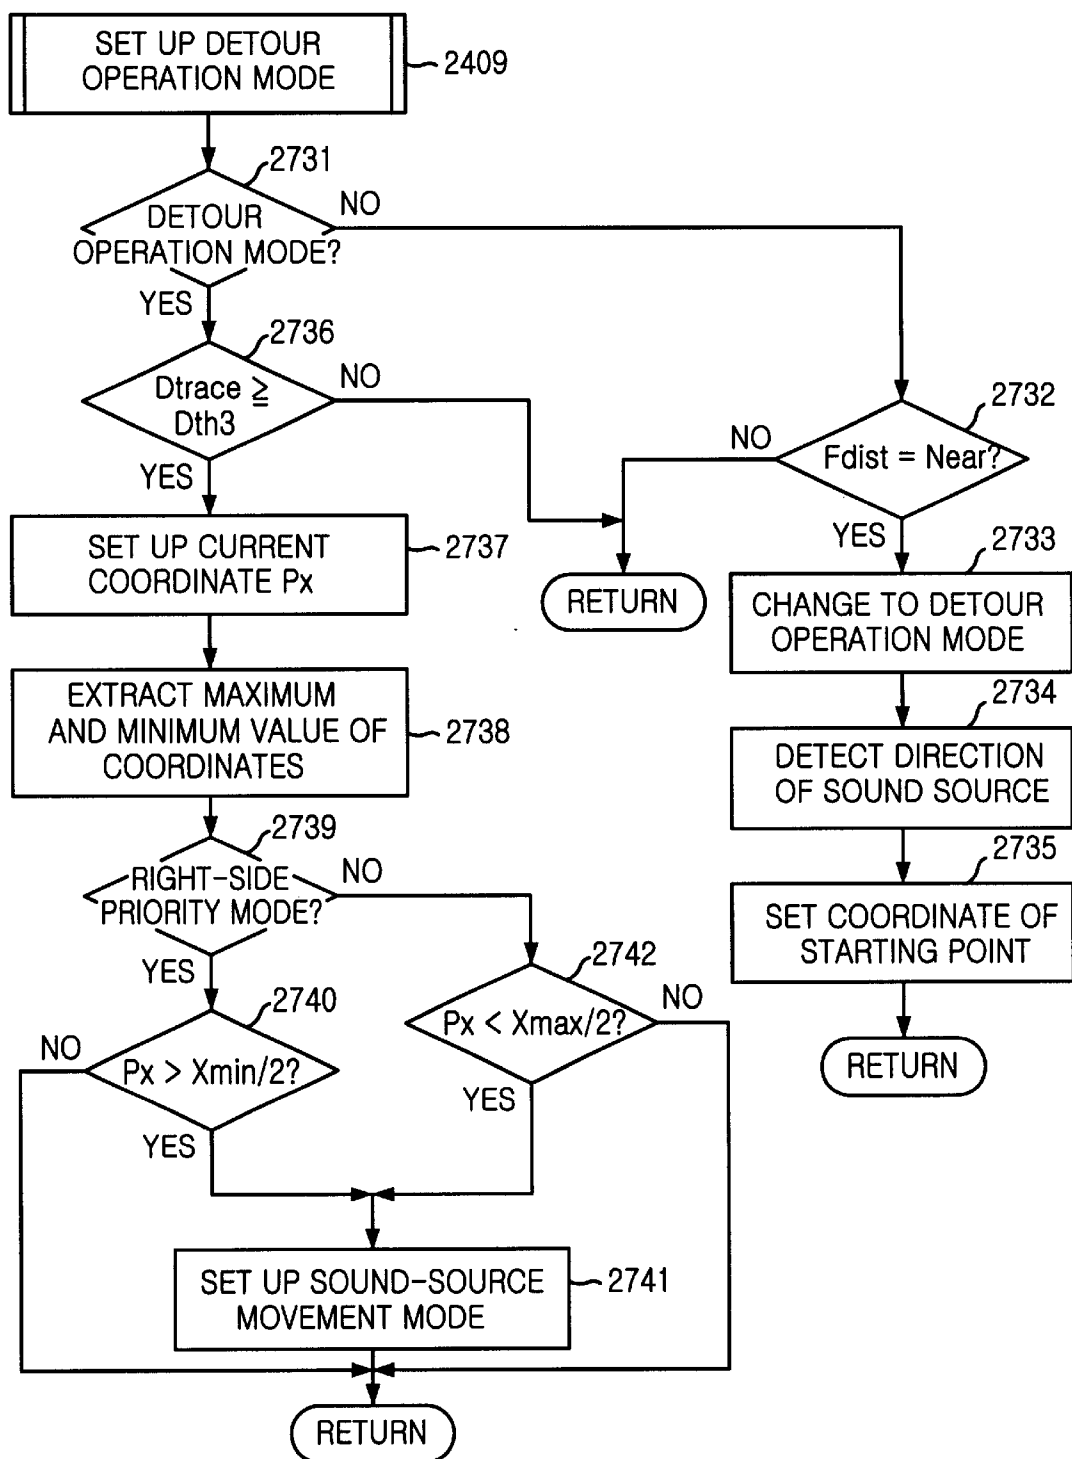 SET UP DETOUR
OPERATION MODE
2409
2731
DETOUR
OPERATION MODE?
NO
YES
2736
Dtrace ≧
Dth3
NO
YES
2732
Fdist = Near?
NO
YES
SET UP CURRENT
COORDINATE Px
2737
RETURN
2733
CHANGE TO DETOUR
OPERATION MODE
EXTRACT MAXIMUM
AND MINIMUM VALUE OF
COORDINATES
2738
2734
DETECT DIRECTION
OF SOUND SOURCE
2739
RIGHT-SIDE
PRIORITY MODE?
NO
YES
2735
SET COORDINATE OF
STARTING POINT
RETURN
2740
Px > Xmin/2?
NO
YES
2742
Px < Xmax/2?
NO
YES
SET UP SOUND-SOURCE
MOVEMENT MODE
2741
RETURN